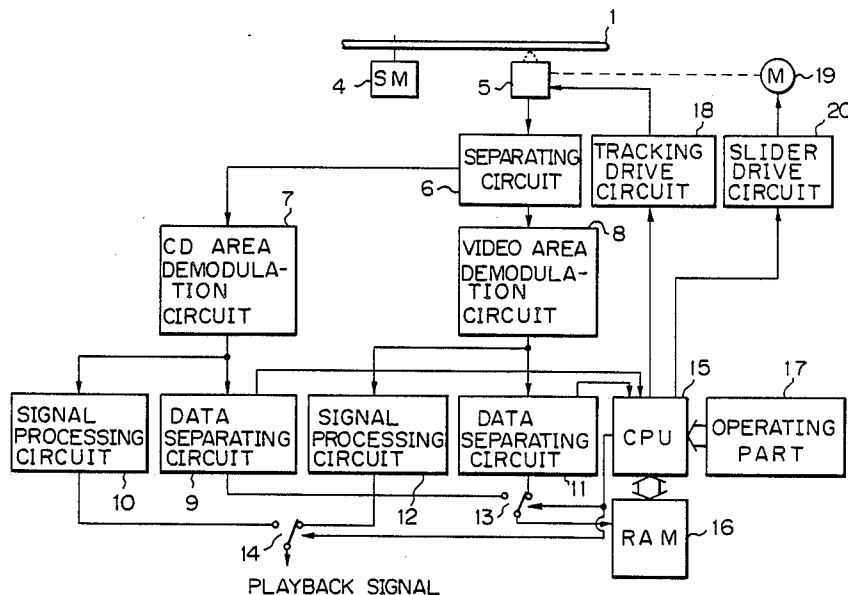 1
SM
4
5
M
19
18
20
SEPARATING
CIRCUIT
6
TRACKING
DRIVE
CIRCUIT
SLIDER
DRIVE
CIRCUIT
7
8
CD AREA
DEMODULA-
TION
CIRCUIT
VIDEO AREA
DEMODULA-
TION
CIRCUIT
15
17
SIGNAL
PROCESSING
CIRCUIT
DATA
SEPARATING
CIRCUIT
SIGNAL
PROCESSING
CIRCUIT
DATA
SEPARATING
CIRCUIT
CPU
OPERATING
PART
10
9
12
11
13
14
RAM
16
PLAYBACK SIGNAL